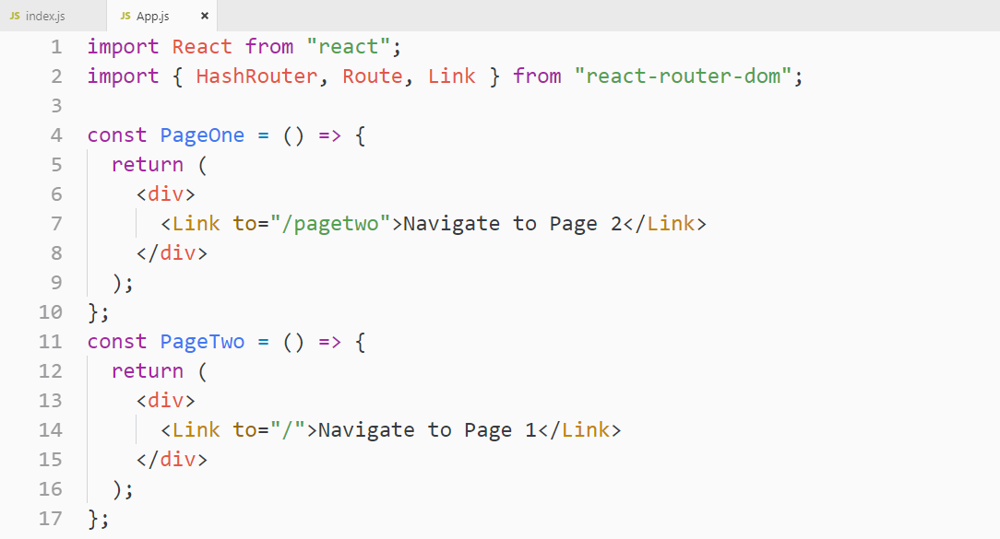 JS index.js JS App.js ×
1 import React from "react";
2 import { HashRouter, Route, Link } from "react-router-dom";
3
4 const PageOne = () => {
5 return (
6 <div>
7 <Link to="/pagetwo">Navigate to Page 2</Link>
8 </div>
9 );
10 };
11 const PageTwo = () => {
12 return (
13 <div>
14 <Link to="/">Navigate to Page 1</Link>
15 </div>
16 );
17 };